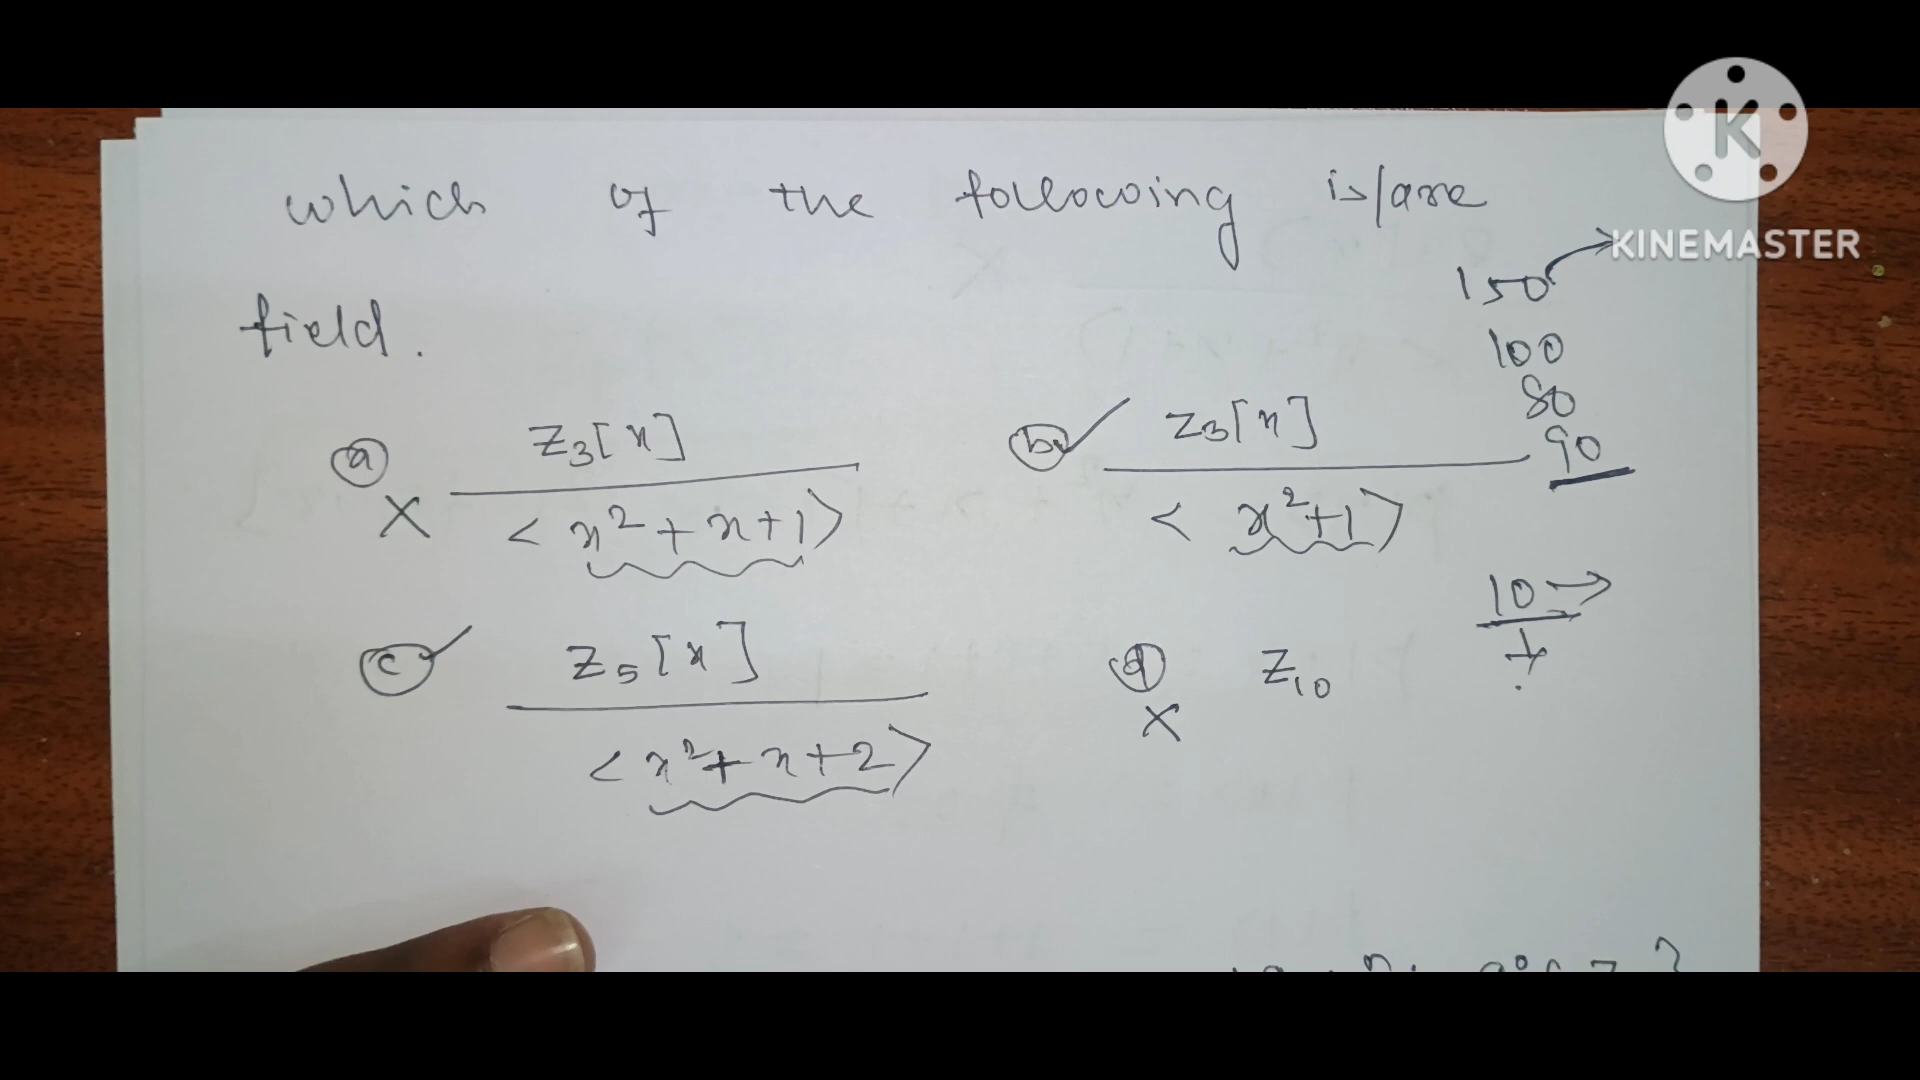 which of the following is/are
KINEMASTER
150
field.
100
80
90
(a) Z₃[x] / <x² + x + 1> ×
(b) ✓ Z₃[x] / <x² + 1>
10 →
(c) ✓ Z₅[x] / <x² + x + 2>
(d) Z₁₀ ×